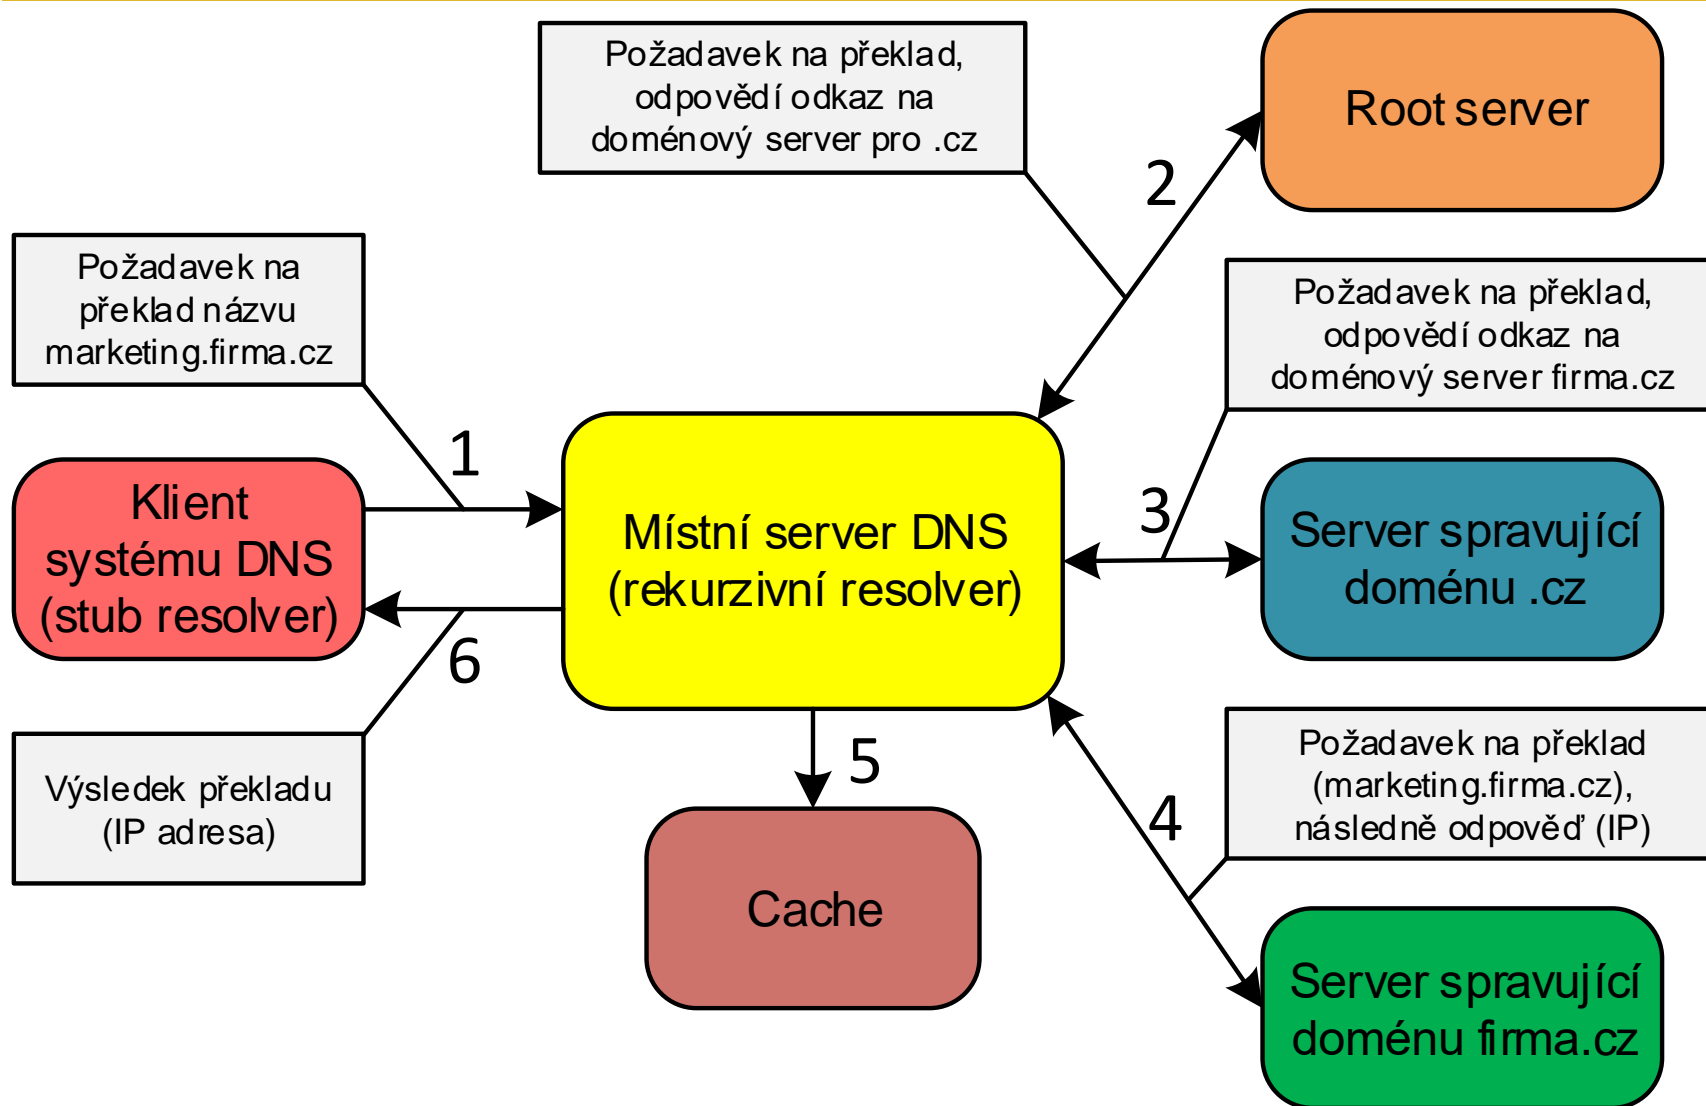 Požadavek na překlad,
odpovědí odkaz na
doménový server pro .cz
Root server
2
Požadavek na
překlad názvu
marketing.firma.cz
Požadavek na překlad,
odpovědí odkaz na
doménový server firma.cz
1
Klient
systému DNS
(stub resolver)
Místní server DNS
(rekurzivní resolver)
3
Server spravující
doménu .cz
6
Výsledek překladu
(IP adresa)
5
Cache
4
Požadavek na překlad
(marketing.firma.cz),
následně odpověď (IP)
Server spravující
doménu firma.cz